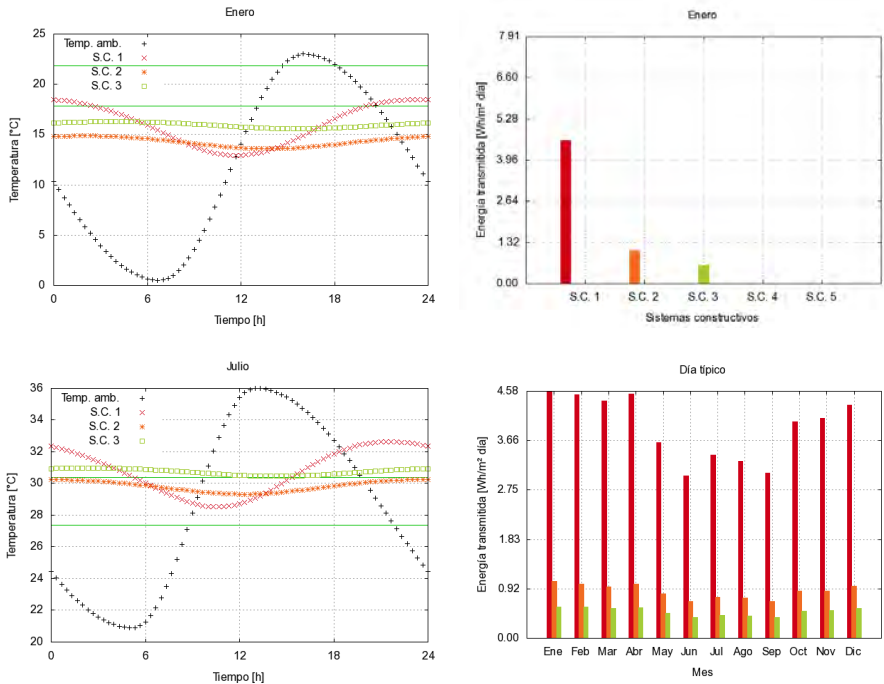 Enero
Temperatura [°C]
25
20
15
10
5
0
Temp. amb.
S.C. 1
S.C. 2
S.C. 3
0
6
12
18
24
Tiempo [h]
Enero
Energía transmitida [Wh/m² día]
7.91
6.60
5.28
3.96
2.64
1.32
0.00
S.C. 1
S.C. 2
S.C. 3
S.C. 4
S.C. 5
Sistemas constructivos
Julio
Temperatura [°C]
36
34
32
30
28
26
24
22
20
Temp. amb.
S.C. 1
S.C. 2
S.C. 3
0
6
12
18
24
Tiempo [h]
Día típico
Energía transmitida [Wh/m² día]
4.58
3.66
2.75
1.83
0.92
0.00
Ene
Feb
Mar
Abr
May
Jun
Jul
Ago
Sep
Oct
Nov
Dic
Mes